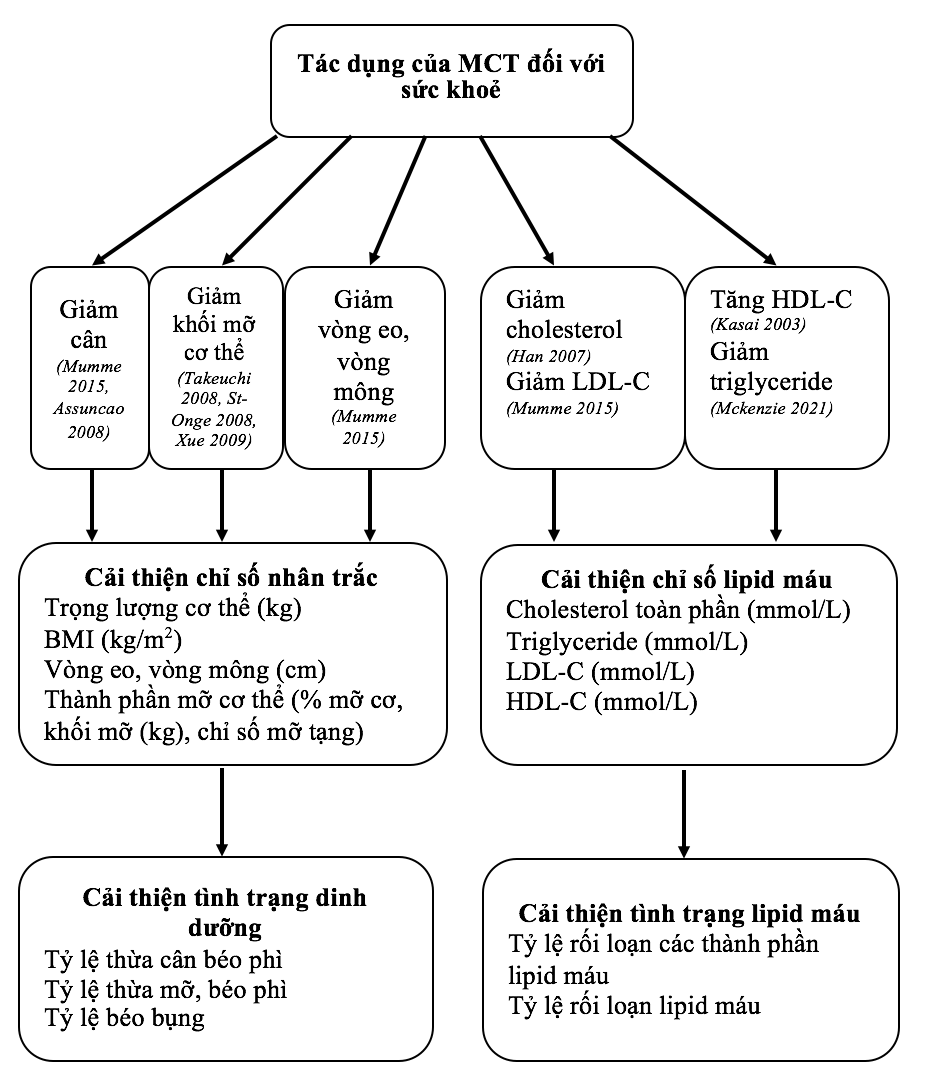 Tác dụng của MCT đối với
sức khoẻ
Giảm
cân
(Mumme
2015,
Assuncao
2008)
Giảm
khối mỡ
cơ thể
(Takeuchi
2008, St-
Onge 2008,
Xue 2009)
Giảm
vòng eo,
vòng
mông
(Mumme
2015)
Giảm
cholesterol
(Han 2007)
Giảm LDL-C
(Mumme 2015)
Tăng HDL-C
(Kasai 2003)
Giảm
triglyceride
(Mckenzie 2021)
Cải thiện chỉ số nhân trắc
Trọng lượng cơ thể (kg)
BMI (kg/m²)
Vòng eo, vòng mông (cm)
Thành phần mỡ cơ thể (% mỡ cơ,
khối mỡ (kg), chỉ số mỡ tạng)
Cải thiện chỉ số lipid máu
Cholesterol toàn phần (mmol/L)
Triglyceride (mmol/L)
LDL-C (mmol/L)
HDL-C (mmol/L)
Cải thiện tình trạng dinh
dưỡng
Tỷ lệ thừa cân béo phì
Tỷ lệ thừa mỡ, béo phì
Tỷ lệ béo bụng
Cải thiện tình trạng lipid máu
Tỷ lệ rối loạn các thành phần
lipid máu
Tỷ lệ rối loạn lipid máu